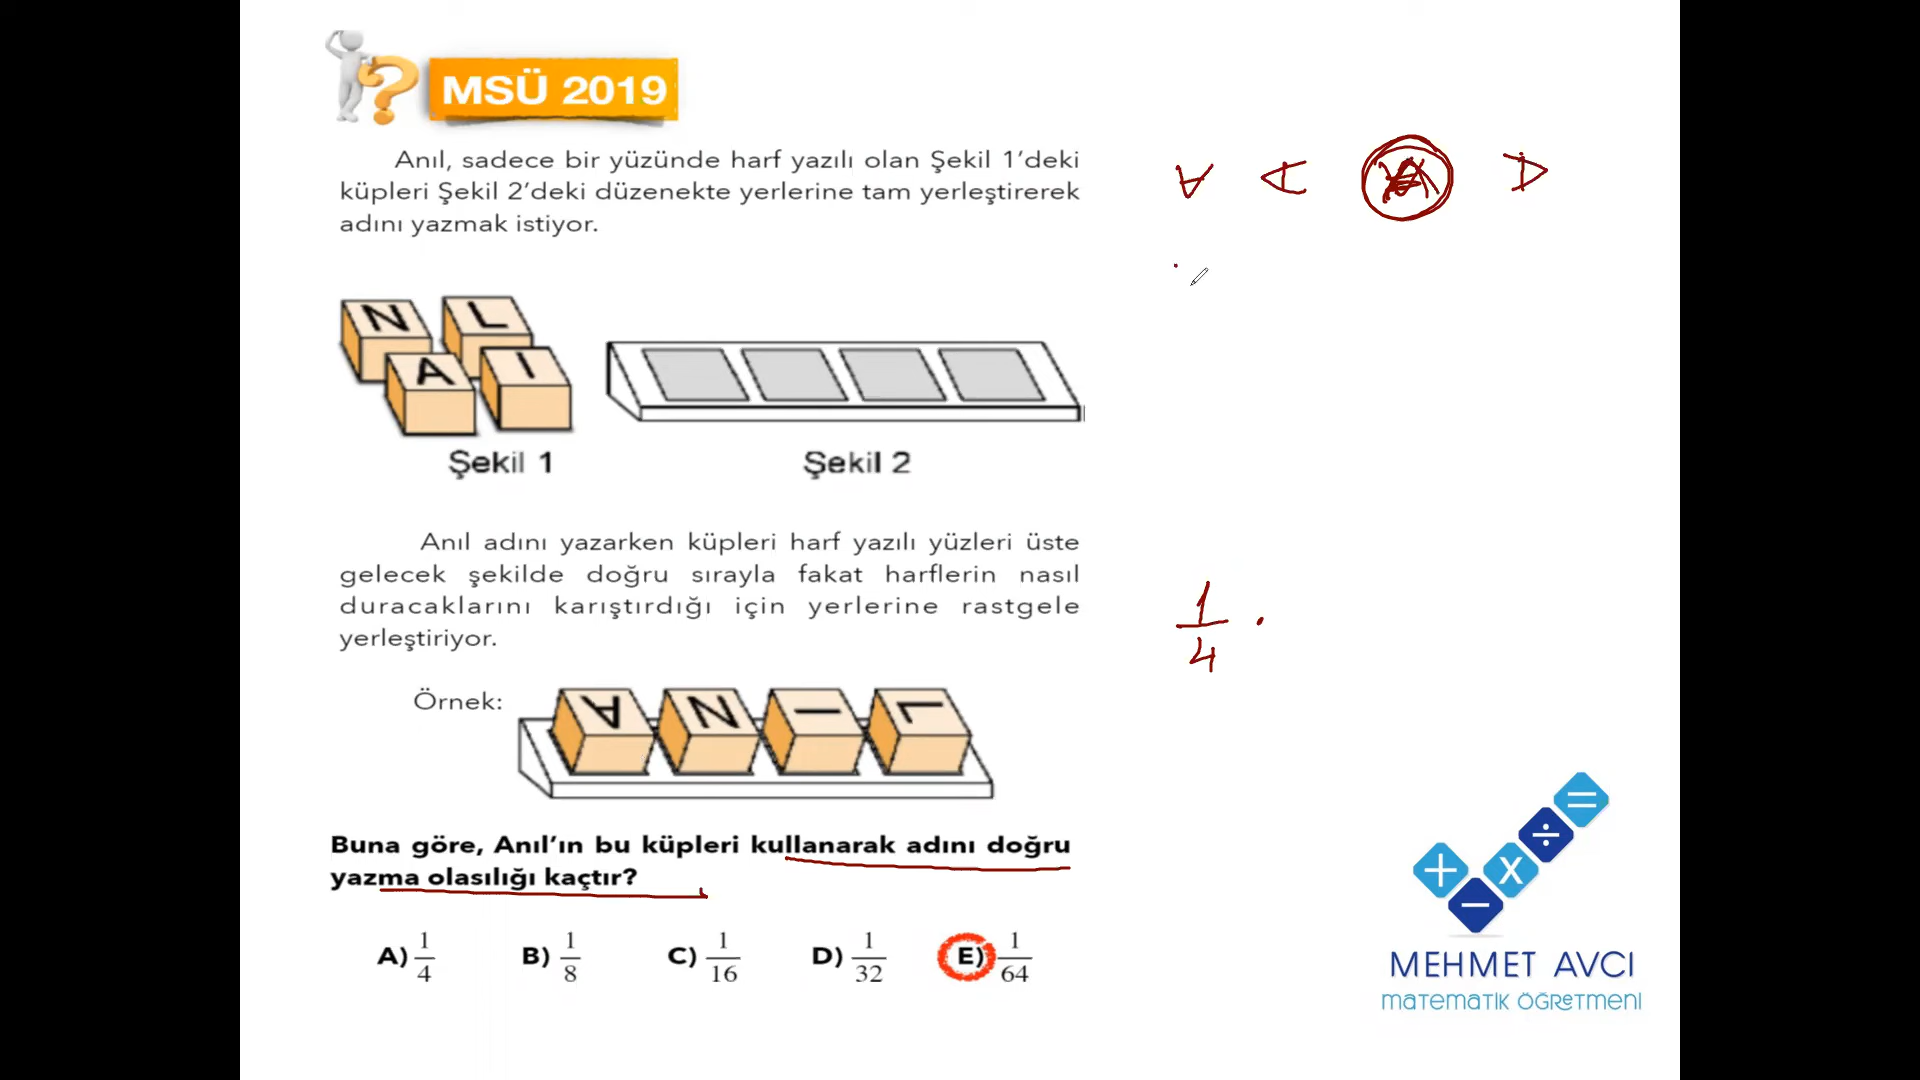 MSÜ 2019
Anıl, sadece bir yüzünde harf yazılı olan Şekil 1’deki
küpleri Şekil 2’deki düzenekte yerlerine tam yerleştirerek
adını yazmak istiyor.
N L
A I
Şekil 1 Şekil 2
Anıl adını yazarken küpleri harf yazılı yüzleri üste
gelecek şekilde doğru sırayla fakat harflerin nasıl
duracaklarını karıştırdığı için yerlerine rastgele
yerleştiriyor.
Örnek: A N I L
Buna göre, Anıl’ın bu küpleri kullanarak adını doğru
yazma olasılığı kaçtır?
A) 1/4 B) 1/8 C) 1/16 D) 1/32 E) 1/64
A A A A
1/4 ·
+ − x ÷ =
MEHMET AVCI
matematik öğretmeni